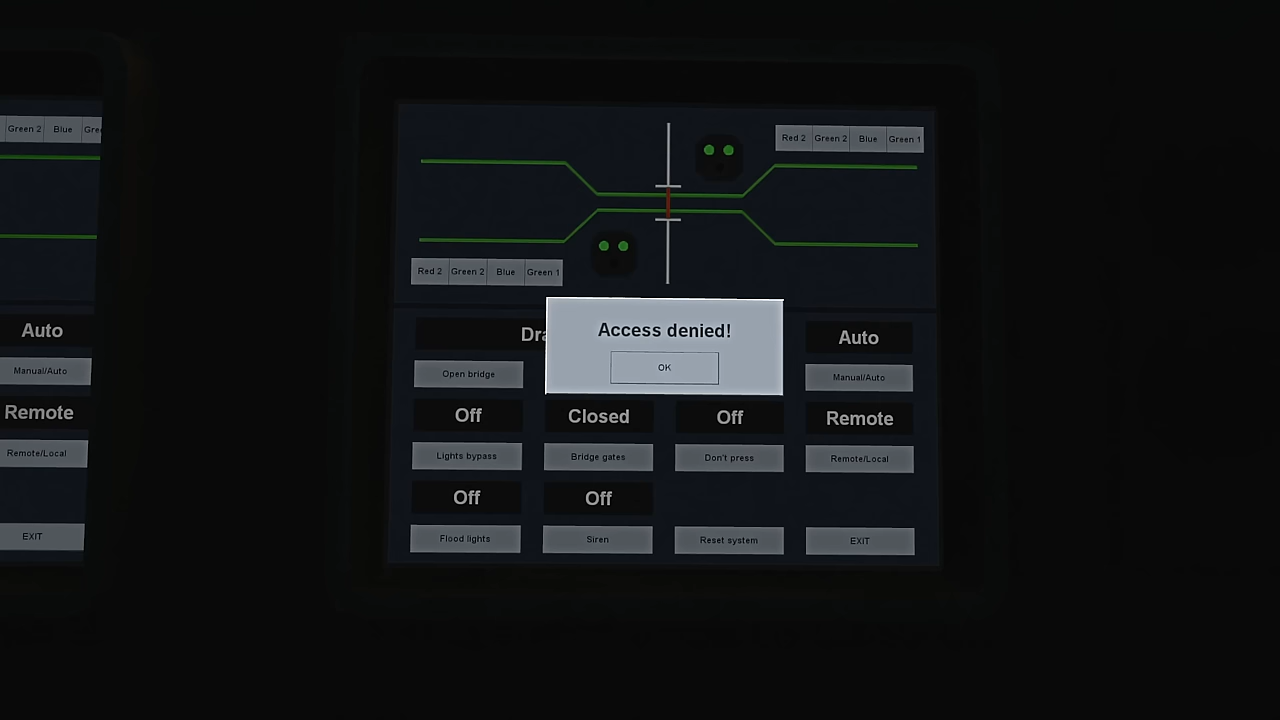 Green 2 Blue
Red 2 Green 2 Blue Green 1
Red 2 Green 2 Blue Green 1
Access denied!
OK
Auto
Manual/Auto
Remote
Remote/Local
EXIT
Open bridge
Auto
Manual/Auto
Off Closed Off Remote
Lights bypass Bridge gates Don't press Remote/Local
Off Off
Flood lights Siren Reset system EXIT